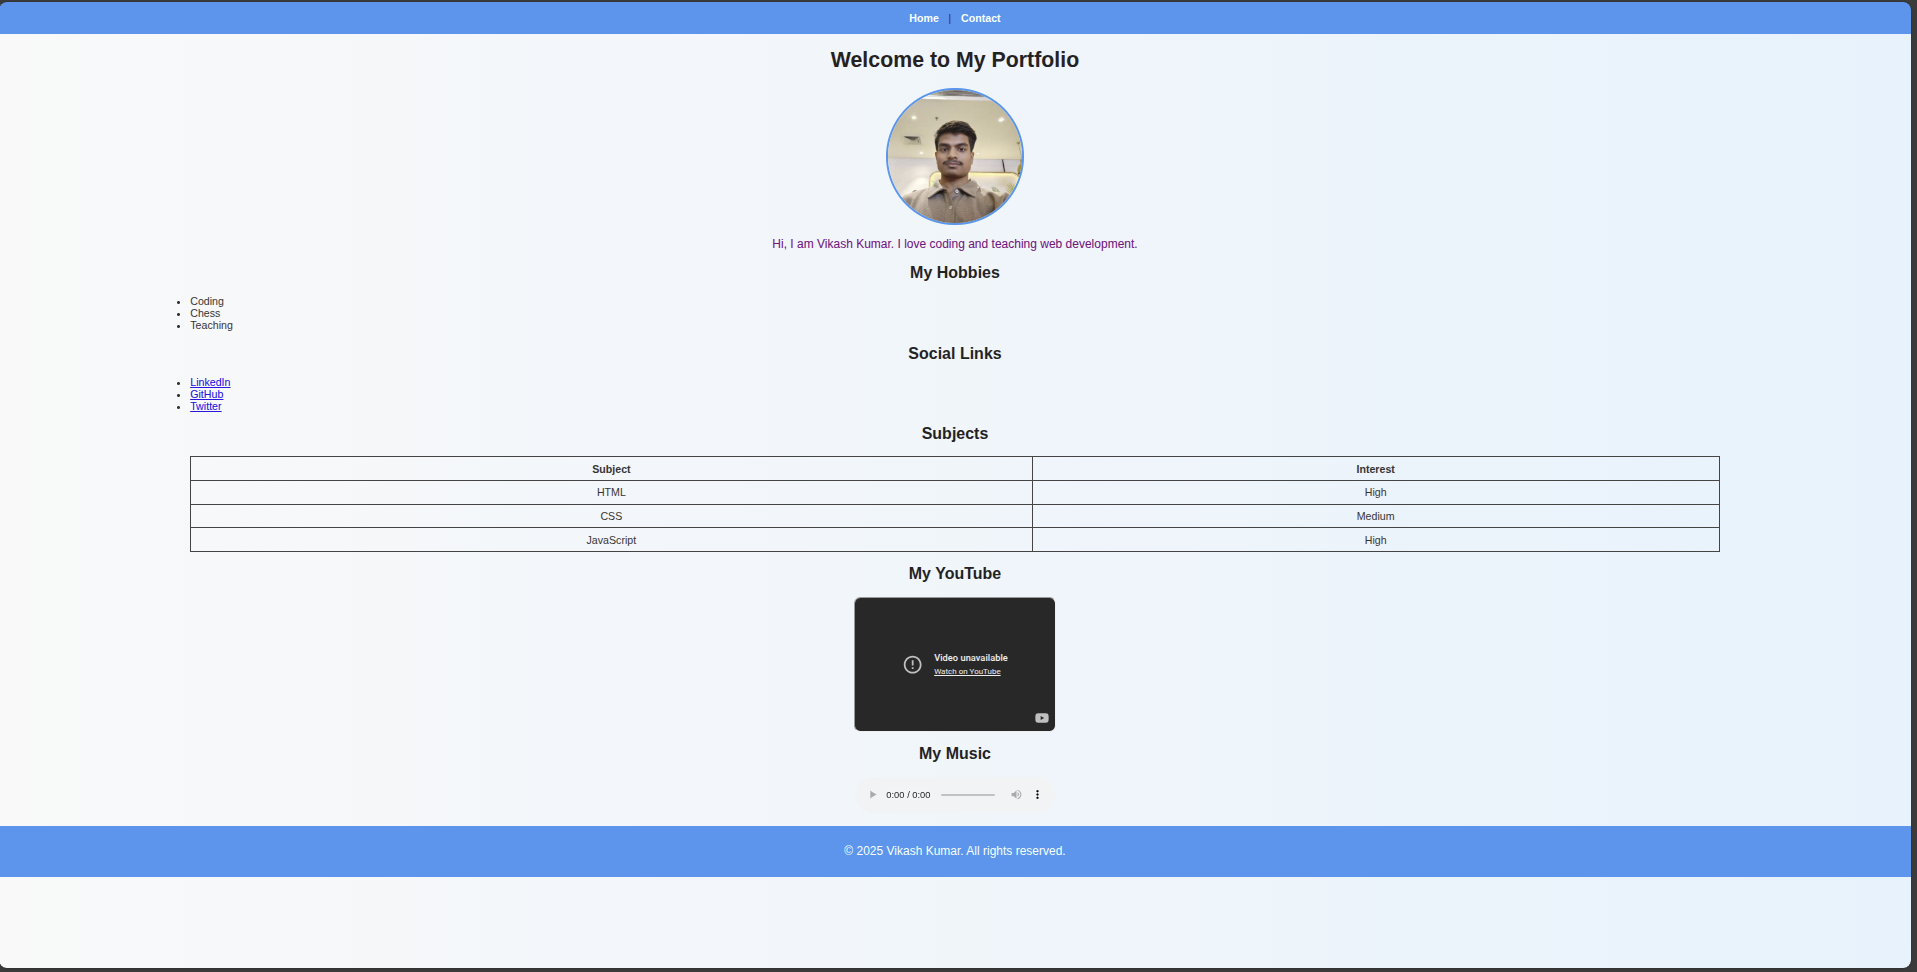 Home | Contact
Welcome to My Portfolio
Hi, I am Vikash Kumar. I love coding and teaching web development.
My Hobbies
• Coding
• Chess
• Teaching
Social Links
• LinkedIn
• GitHub
• Twitter
Subjects
Subject Interest
HTML High
CSS Medium
JavaScript High
My YouTube
Video unavailable
Watch on YouTube
My Music
0:00 / 0:00
© 2025 Vikash Kumar. All rights reserved.